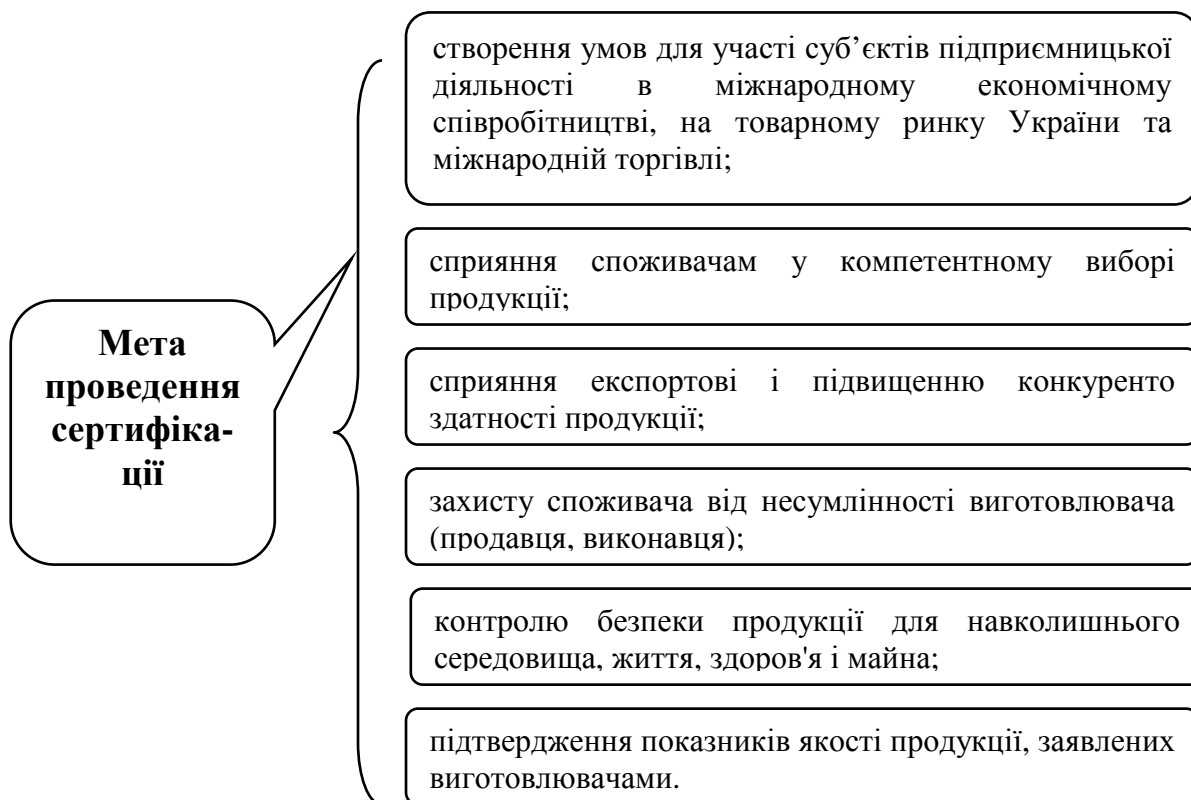 створення умов для участі суб’єктів підприємницької
діяльності в міжнародному економічному
співробітництві, на товарному ринку України та
міжнародній торгівлі;
сприяння споживачам у компетентному виборі
продукції;
Мета
проведення
сертифіка-
ції
сприяння експортові і підвищенню конкуренто
здатності продукції;
захисту споживача від несумлінності виготовлювача
(продавця, виконавця);
контролю безпеки продукції для навколишнього
середовища, життя, здоров'я і майна;
підтвердження показників якості продукції, заявлених
виготовлювачами.